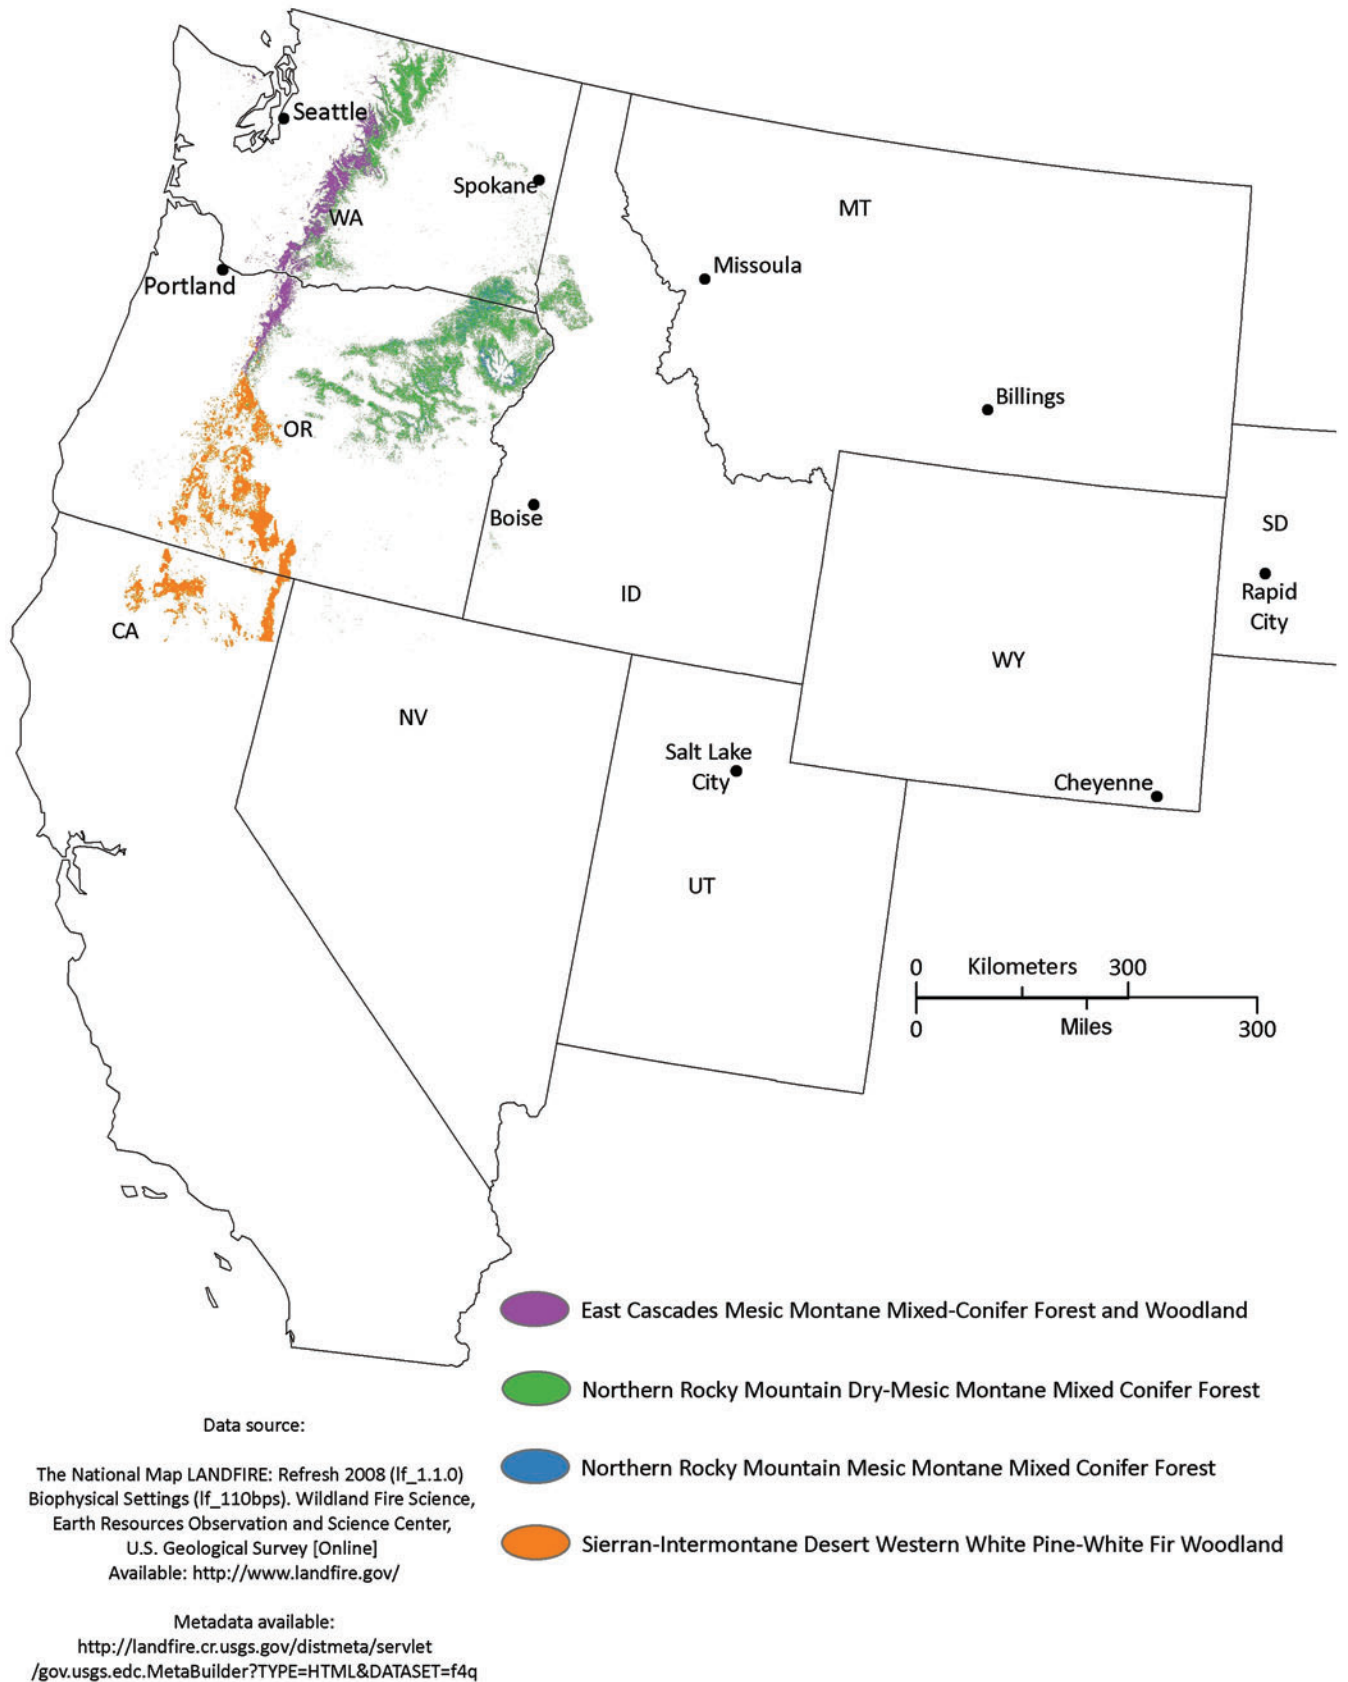 Seattle
Spokane
WA
MT
Missoula
Portland
Billings
OR
Boise
SD
Rapid
City
ID
CA
WY
NV
Salt Lake
City
Cheyenne
UT
0 Kilometers 300
0 Miles 300
East Cascades Mesic Montane Mixed-Conifer Forest and Woodland
Northern Rocky Mountain Dry-Mesic Montane Mixed Conifer Forest
Northern Rocky Mountain Mesic Montane Mixed Conifer Forest
Sierran-Intermontane Desert Western White Pine-White Fir Woodland
Data source:
The National Map LANDFIRE: Refresh 2008 (lf_1.1.0)
Biophysical Settings (lf_110bps). Wildland Fire Science,
Earth Resources Observation and Science Center,
U.S. Geological Survey [Online]
Available: http://www.landfire.gov/
Metadata available:
http://landfire.cr.usgs.gov/distmeta/servlet
/gov.usgs.edc.MetaBuilder?TYPE=HTML&DATASET=f4q